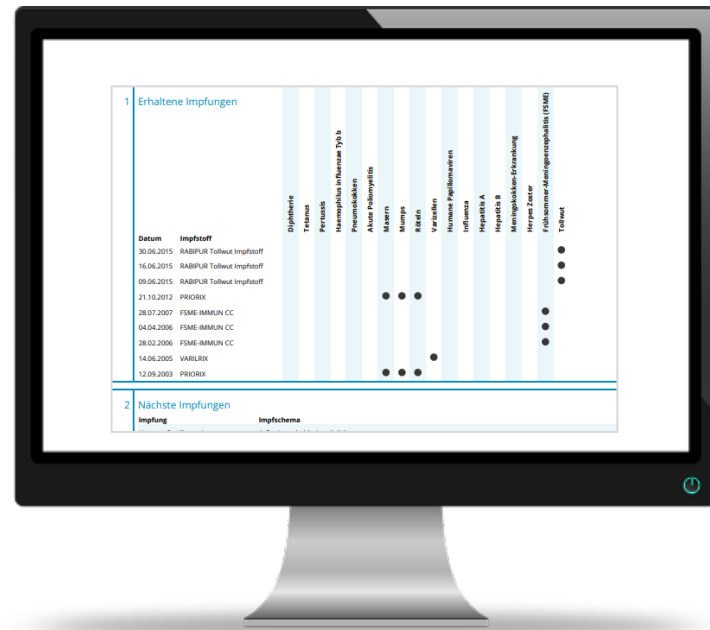 1 Erhaltene Impfungen
Diphtherie
Tetanus
Pertussis
Haemophilus influenzae Tyb b
Pneumokokken
Akute Poliomyelitis
Masern
Mumps
Röteln
Varizellen
Humane Papillomaviren
Influenza
Hepatitis A
Hepatitis B
Meningokokken-Erkrankung
Herpes Zoster
Frühsommer-Meningoenzephalitis (FSME)
Tollwut
Datum Impfstoff
30.06.2015 RABIPUR Tollwut Impfstoff
16.06.2015 RABIPUR Tollwut Impfstoff
09.06.2015 RABIPUR Tollwut Impfstoff
21.10.2012 PRIORIX
28.07.2007 FSME-IMMUN CC
04.04.2006 FSME-IMMUN CC
28.02.2006 FSME-IMMUN CC
14.06.2005 VARILRIX
12.09.2003 PRIORIX
2 Nächste Impfungen
Impfung Impfschema